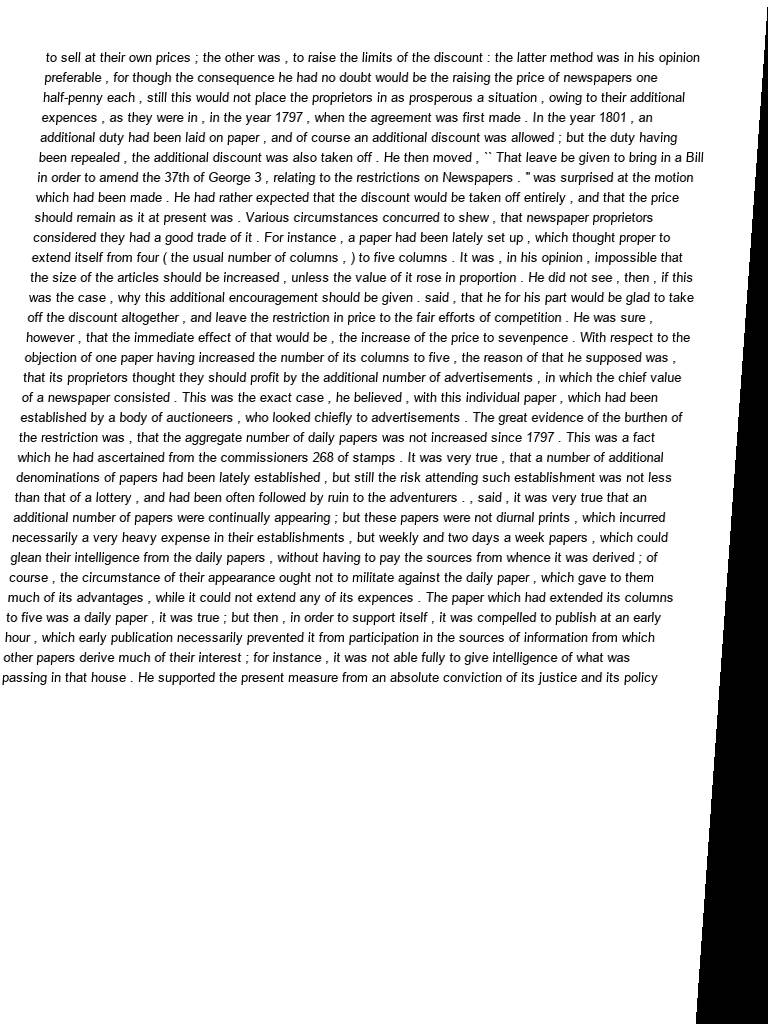 to sell at their own prices ; the other was , to raise the limits of the discount : the latter method was in his opinion
preferable , for though the consequence he had no doubt would be the raising the price of newspapers one
half-penny each , still this would not place the proprietors in as prosperous a situation , owing to their additional
expences , as they were in , in the year 1797 , when the agreement was first made . In the year 1801 , an
additional duty had been laid on paper , and of course an additional discount was allowed ; but the duty having
been repealed , the additional discount was also taken off . He then moved , `` That leave be given to bring in a Bill
in order to amend the 37th of George 3 , relating to the restrictions on Newspapers . " was surprised at the motion
which had been made . He had rather expected that the discount would be taken off entirely , and that the price
should remain as it at present was . Various circumstances concurred to shew , that newspaper proprietors
considered they had a good trade of it . For instance , a paper had been lately set up , which thought proper to
extend itself from four ( the usual number of columns , ) to five columns . It was , in his opinion , impossible that
the size of the articles should be increased , unless the value of it rose in proportion . He did not see , then , if this
was the case , why this additional encouragement should be given . said , that he for his part would be glad to take
off the discount altogether , and leave the restriction in price to the fair efforts of competition . He was sure ,
however , that the immediate effect of that would be , the increase of the price to sevenpence . With respect to the
objection of one paper having increased the number of its columns to five , the reason of that he supposed was ,
that its proprietors thought they should profit by the additional number of advertisements , in which the chief value
of a newspaper consisted . This was the exact case , he believed , with this individual paper , which had been
established by a body of auctioneers , who looked chiefly to advertisements . The great evidence of the burthen of
the restriction was , that the aggregate number of daily papers was not increased since 1797 . This was a fact
which he had ascertained from the commissioners 268 of stamps . It was very true , that a number of additional
denominations of papers had been lately established , but still the risk attending such establishment was not less
than that of a lottery , and had been often followed by ruin to the adventurers . , said , it was very true that an
additional number of papers were continually appearing ; but these papers were not diurnal prints , which incurred
necessarily a very heavy expense in their establishments , but weekly and two days a week papers , which could
glean their intelligence from the daily papers , without having to pay the sources from whence it was derived ; of
course , the circumstance of their appearance ought not to militate against the daily paper , which gave to them
much of its advantages , while it could not extend any of its expences . The paper which had extended its columns
to five was a daily paper , it was true ; but then , in order to support itself , it was compelled to publish at an early
hour , which early publication necessarily prevented it from participation in the sources of information from which
other papers derive much of their interest ; for instance , it was not able fully to give intelligence of what was
passing in that house . He supported the present measure from an absolute conviction of its justice and its policy